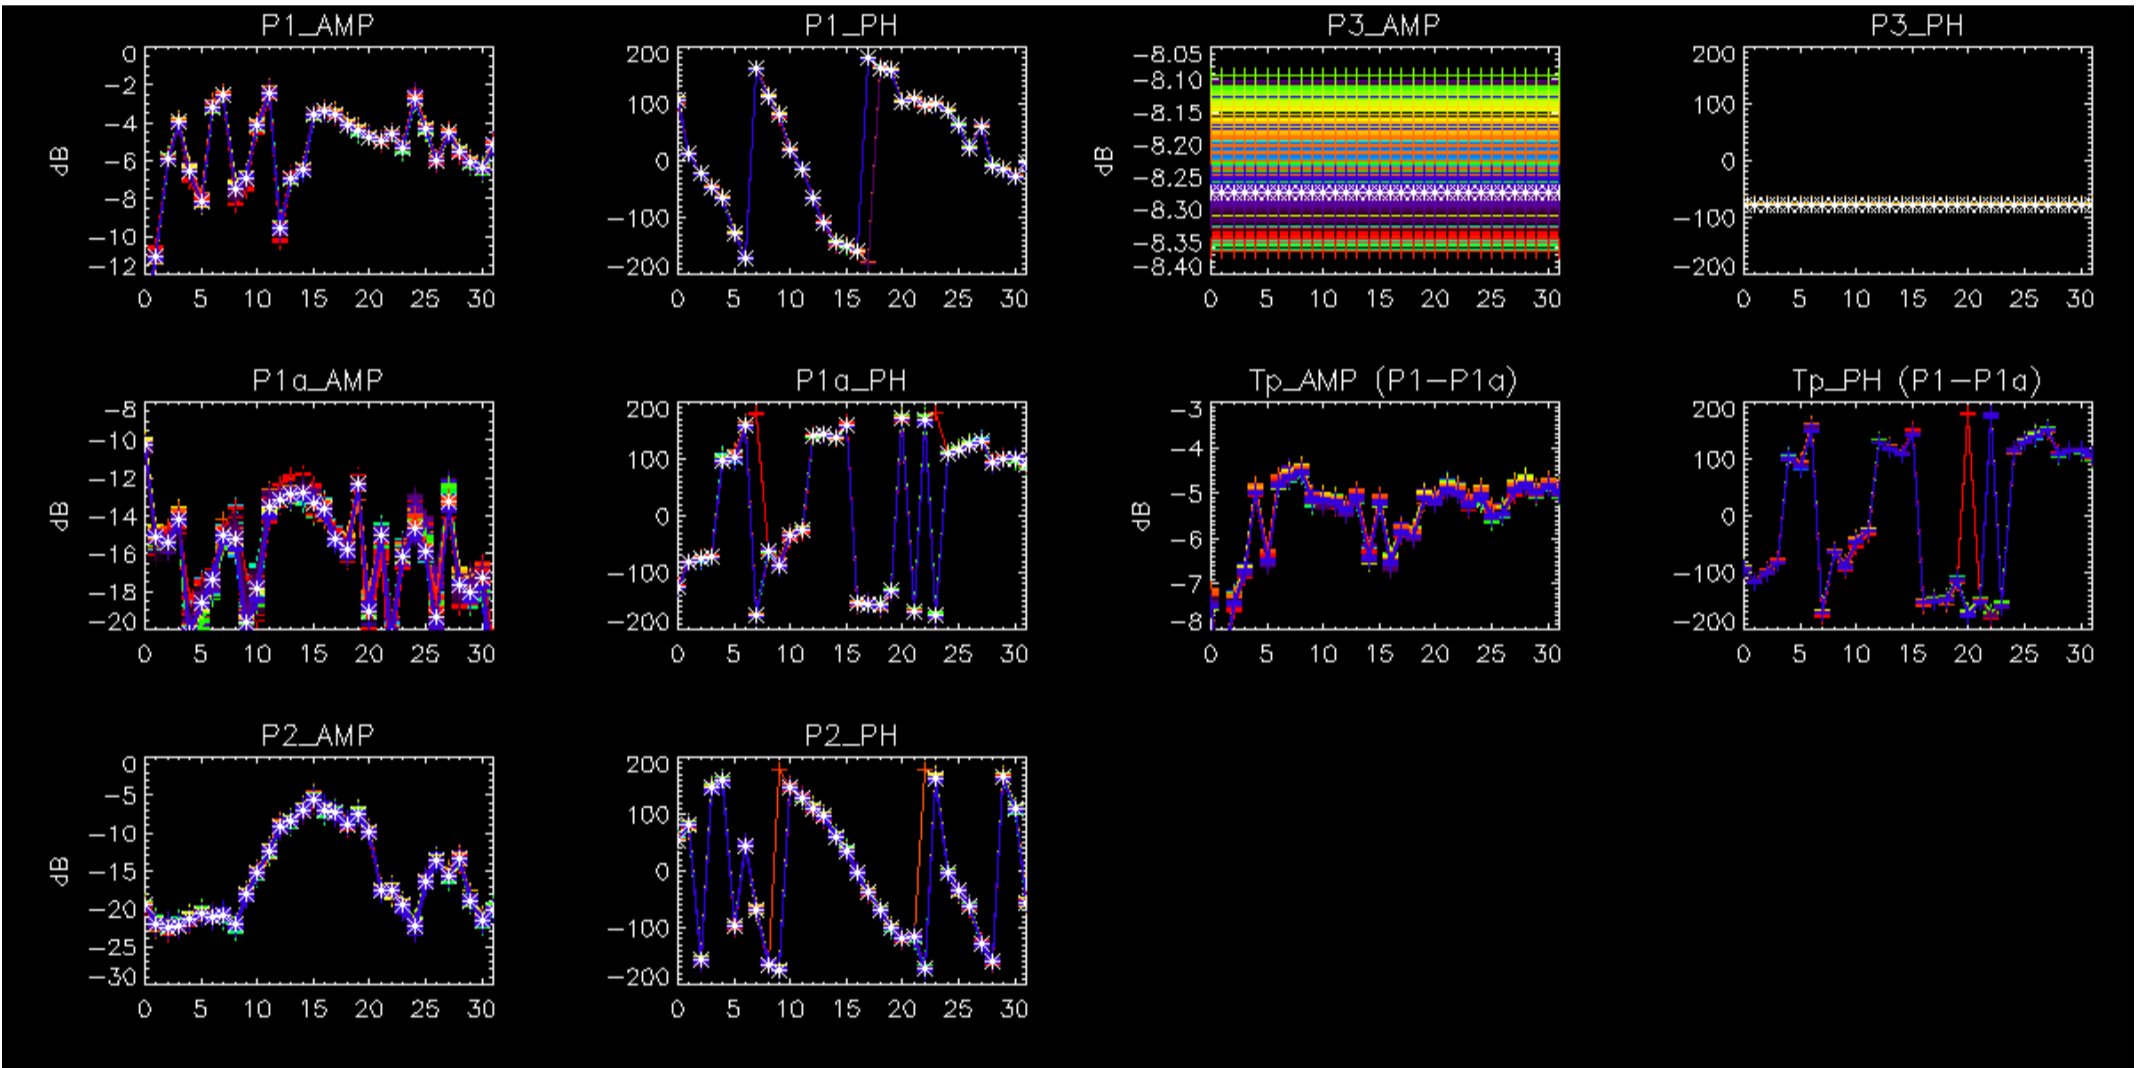 P1_AMP
dB
0
−2
−4
−6
−8
−10
−12
0 5 10 15 20 25 30
P1_PH
200
100
0
−100
−200
0 5 10 15 20 25 30
P3_AMP
dB
−8.05
−8.10
−8.15
−8.20
−8.25
−8.30
−8.35
−8.40
0 5 10 15 20 25 30
P3_PH
200
100
0
−100
−200
0 5 10 15 20 25 30
P1a_AMP
dB
−8
−10
−12
−14
−16
−18
−20
0 5 10 15 20 25 30
P1a_PH
200
100
0
−100
−200
0 5 10 15 20 25 30
Tp_AMP (P1−P1a)
dB
−3
−4
−5
−6
−7
−8
0 5 10 15 20 25 30
Tp_PH (P1−P1a)
200
100
0
−100
−200
0 5 10 15 20 25 30
P2_AMP
dB
0
−5
−10
−15
−20
−25
−30
0 5 10 15 20 25 30
P2_PH
200
100
0
−100
−200
0 5 10 15 20 25 30